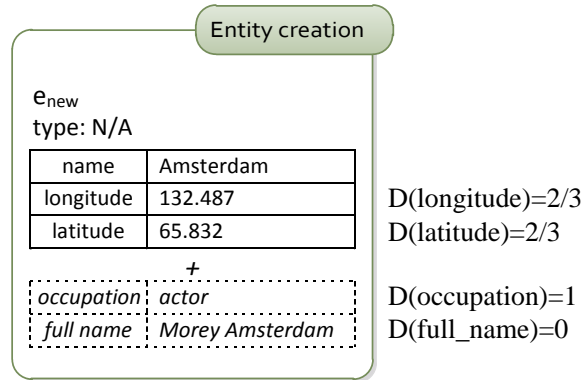 Entity creation
e_new
type: N/A
name Amsterdam
longitude 132.487 D(longitude)=2/3
latitude 65.832 D(latitude)=2/3
+
occupation actor D(occupation)=1
full name Morey Amsterdam D(full_name)=0